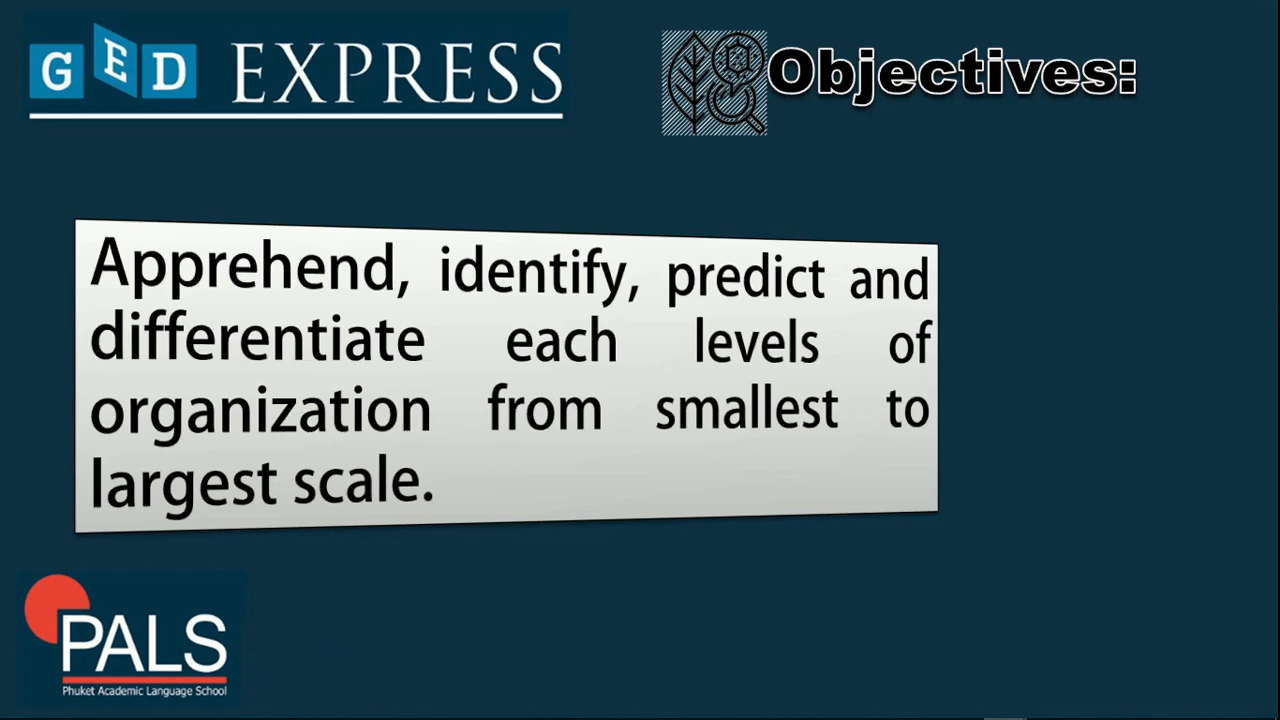 GED EXPRESS
Objectives:
Apprehend, identify, predict and
differentiate each levels of
organization from smallest to
largest scale.
PALS
Phuket Academic Language School